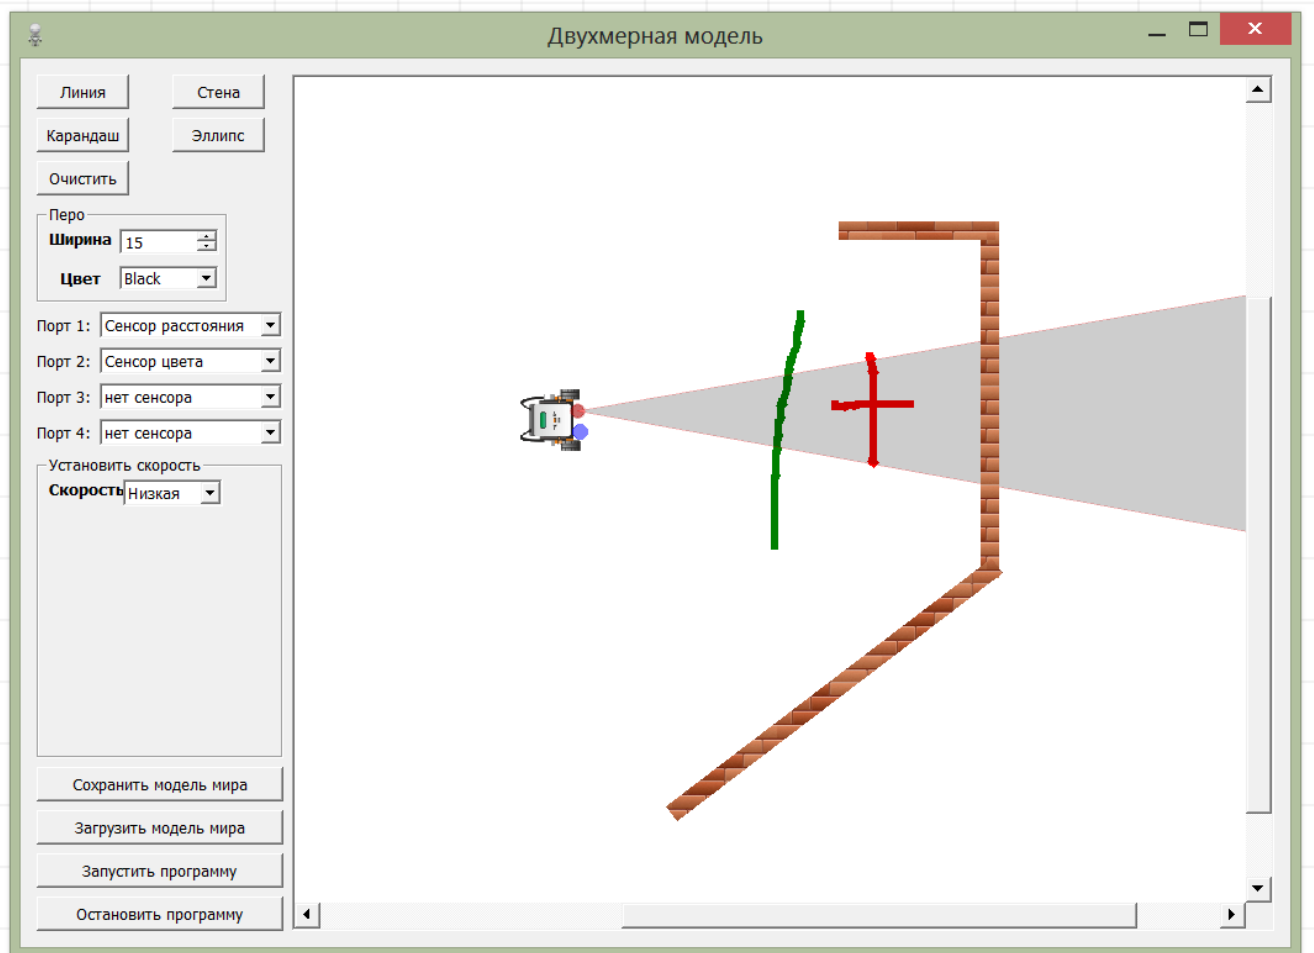 Двухмерная модель
Линия
Стена
Карандаш
Эллипс
Очистить
Перо
Ширина 15
Цвет Black
Порт 1: Сенсор расстояния
Порт 2: Сенсор цвета
Порт 3: нет сенсора
Порт 4: нет сенсора
Установить скорость
Скорость Низкая
Сохранить модель мира
Загрузить модель мира
Запустить программу
Остановить программу